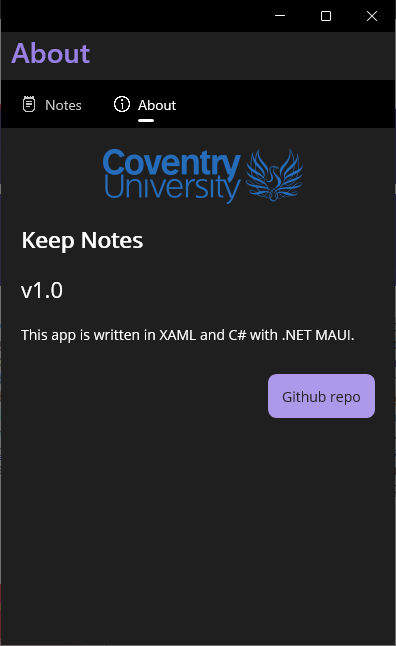 About
Notes
About
Coventry
University
Keep Notes
v1.0
This app is written in XAML and C# with .NET MAUI.
Github repo